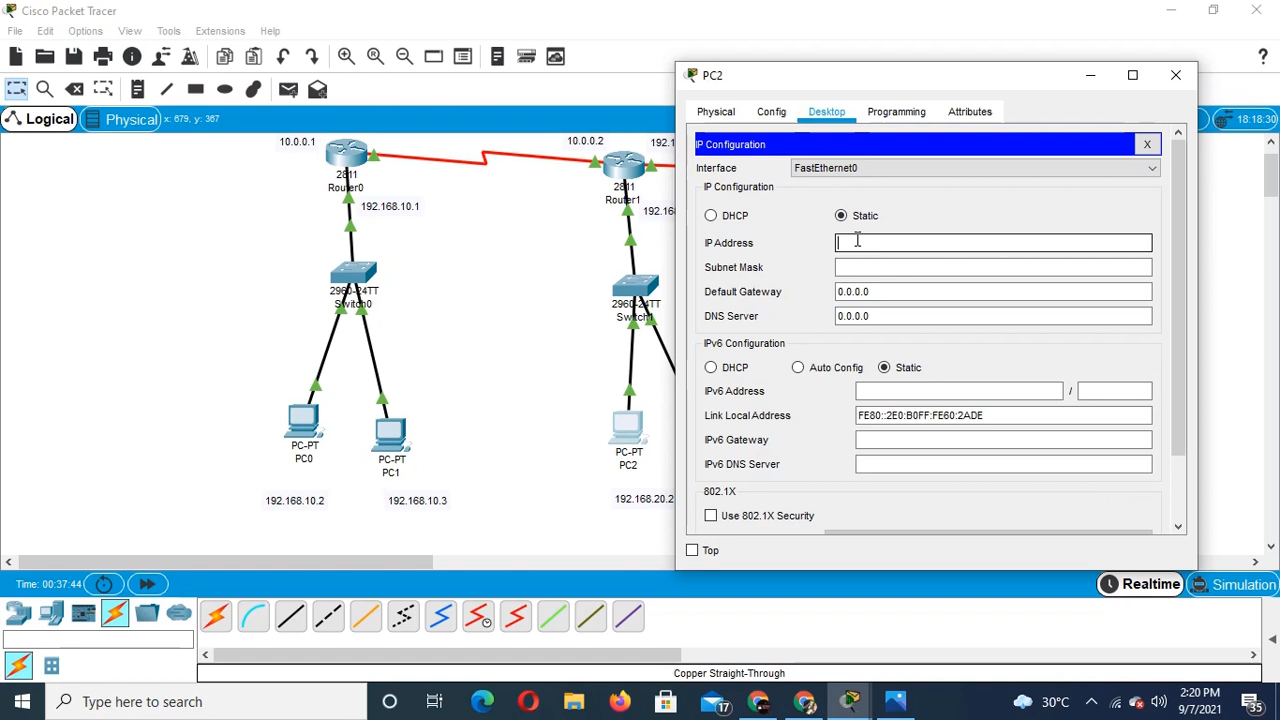 Cisco Packet Tracer
File Edit Options View Tools Extensions Help
?
Logical Physical x: 679, y: 367
18:18:30
10.0.0.1
10.0.0.2
192.1
2811
Router0
2811
Router1
192.168.10.1
192.16
2960-24TT
Switch0
2960-24TT
Switch1
PC-PT
PC0
PC-PT
PC1
PC-PT
PC2
192.168.10.2
192.168.10.3
192.168.20.2
PC2
Physical Config Desktop Programming Attributes
IP Configuration X
Interface FastEthernet0
IP Configuration
DHCP Static
IP Address
Subnet Mask
Default Gateway 0.0.0.0
DNS Server 0.0.0.0
IPv6 Configuration
DHCP Auto Config Static
IPv6 Address /
Link Local Address FE80::2E0:B0FF:FE60:2ADE
IPv6 Gateway
IPv6 DNS Server
802.1X
Use 802.1X Security
Top
Time: 00:37:44
Realtime Simulation
Copper Straight-Through
Type here to search
17
30°C
2:20 PM
9/7/2021
35